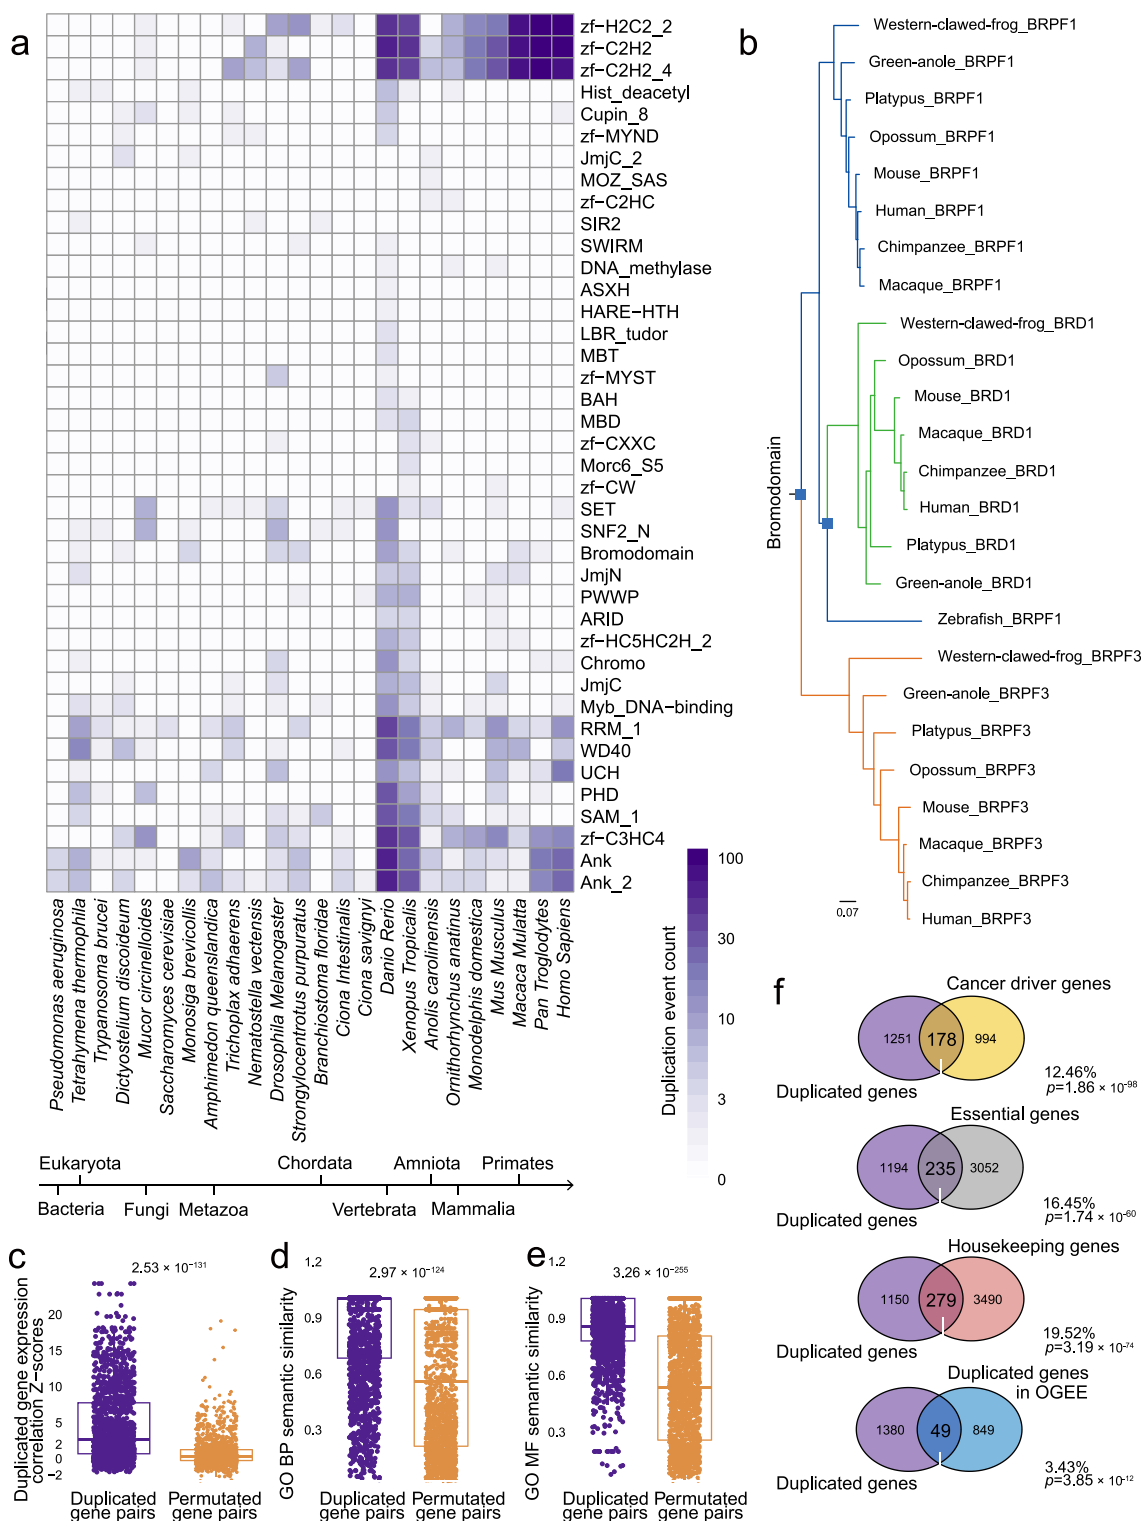 a
zf-H2C2_2
zf-C2H2
zf-C2H2_4
Hist_deacetyl
Cupin_8
zf-MYND
JmjC_2
MOZ_SAS
zf-C2HC
SIR2
SWIRM
DNA_methylase
ASXH
HARE-HTH
LBR_tudor
MBT
zf-MYST
BAH
MBD
zf-CXXC
Morc6_S5
zf-CW
SET
SNF2_N
Bromodomain
JmjN
PWWP
ARID
zf-HC5HC2H_2
Chromo
JmjC
Myb_DNA-binding
RRM_1
WD40
UCH
PHD
SAM_1
zf-C3HC4
Ank
Ank_2
Pseudomonas aeruginosa
Tetrahymena thermophila
Trypanosoma brucei
Dictyostelium discoideum
Mucor circinelloides
Saccharomyces cerevisiae
Monosiga brevicollis
Amphimedon queenslandica
Trichoplax adhaerens
Nematostella vectensis
Drosophila Melanogaster
Strongylocentrotus purpuratus
Branchiostoma floridae
Ciona Intestinalis
Ciona savignyi
Danio Rerio
Xenopus Tropicalis
Anolis carolinensis
Ornithorhynchus anatinus
Monodelphis domestica
Mus Musculus
Macaca Mulatta
Pan Troglodytes
Homo Sapiens
Duplication event count
100
30
10
3
0
Eukaryota
Chordata
Amniota
Primates
Bacteria
Fungi
Metazoa
Vertebrata
Mammalia
b
Bromodomain
Western-clawed-frog_BRPF1
Green-anole_BRPF1
Platypus_BRPF1
Opossum_BRPF1
Mouse_BRPF1
Human_BRPF1
Chimpanzee_BRPF1
Macaque_BRPF1
Western-clawed-frog_BRD1
Opossum_BRD1
Mouse_BRD1
Macaque_BRD1
Chimpanzee_BRD1
Human_BRD1
Platypus_BRD1
Green-anole_BRD1
Zebrafish_BRPF1
Western-clawed-frog_BRPF3
Green-anole_BRPF3
Platypus_BRPF3
Opossum_BRPF3
Mouse_BRPF3
Macaque_BRPF3
Chimpanzee_BRPF3
Human_BRPF3
0.07
c
2.53 × 10⁻¹³¹
Duplicated gene expression
correlation Z-scores
20
15
10
5
2
0
−2
Duplicated
gene pairs
Permutated
gene pairs
d
2.97 × 10⁻¹²⁴
GO BP semantic similarity
1.2
0.9
0.6
0.3
Duplicated
gene pairs
Permutated
gene pairs
e
3.26 × 10⁻²⁵⁵
GO MF semantic similarity
1.2
0.9
0.6
0.3
Duplicated
gene pairs
Permutated
gene pairs
f
Cancer driver genes
1251
178
994
Duplicated genes
12.46%
p=1.86 × 10⁻⁹⁸
Essential genes
1194
235
3052
Duplicated genes
16.45%
p=1.74 × 10⁻⁶⁰
Housekeeping genes
1150
279
3490
Duplicated genes
19.52%
p=3.19 × 10⁻⁷⁴
Duplicated genes
in OGEE
1380
49
849
Duplicated genes
3.43%
p=3.85 × 10⁻¹²